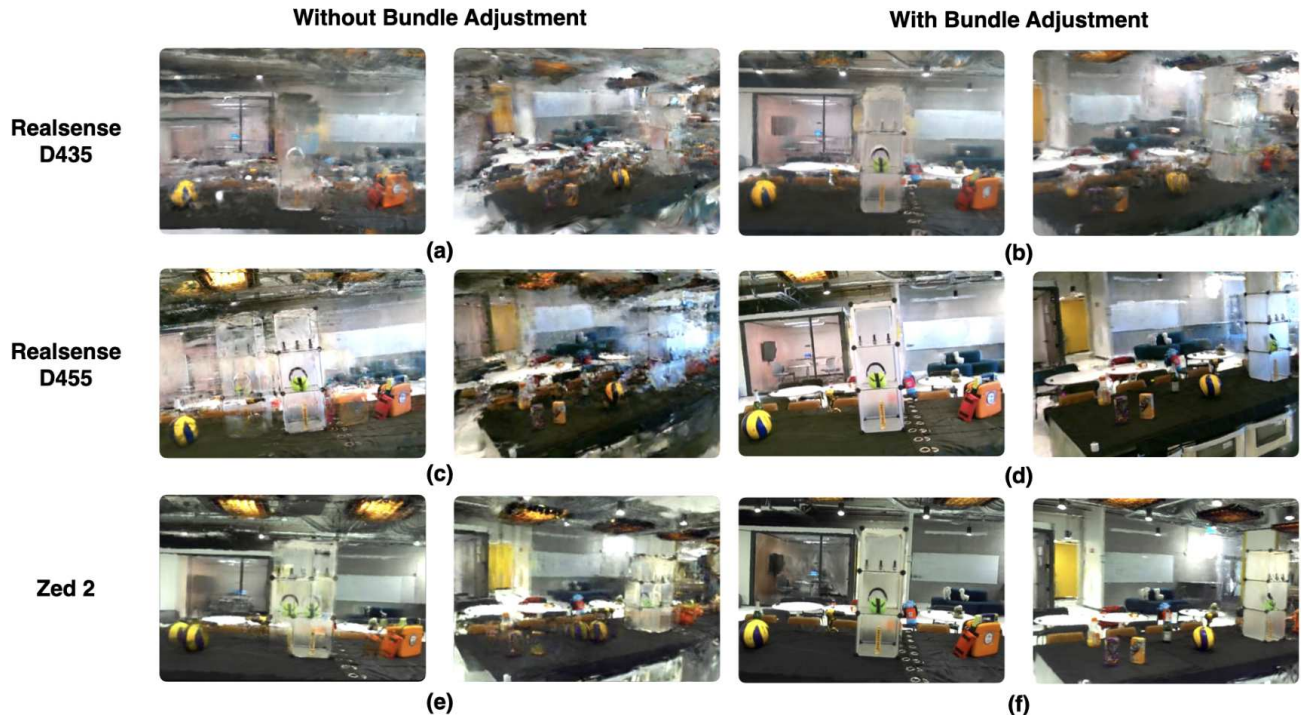 Without Bundle Adjustment
With Bundle Adjustment
Realsense
D435
(a)
(b)
Realsense
D455
(c)
(d)
Zed 2
(e)
(f)